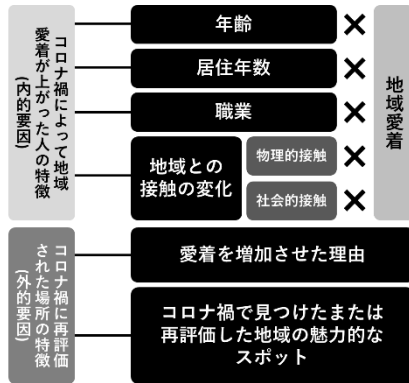 コロナ禍によって地域
愛着が上がった人の特徴
(内的要因)
年齢
×
居住年数
×
職業
×
地域との
接触の変化
物理的接触
×
社会的接触
×
地域愛着
コロナ禍に再評価
された場所の特徴
(外的要因)
愛着を増加させた理由
コロナ禍で見つけたまたは
再評価した地域の魅力的な
スポット